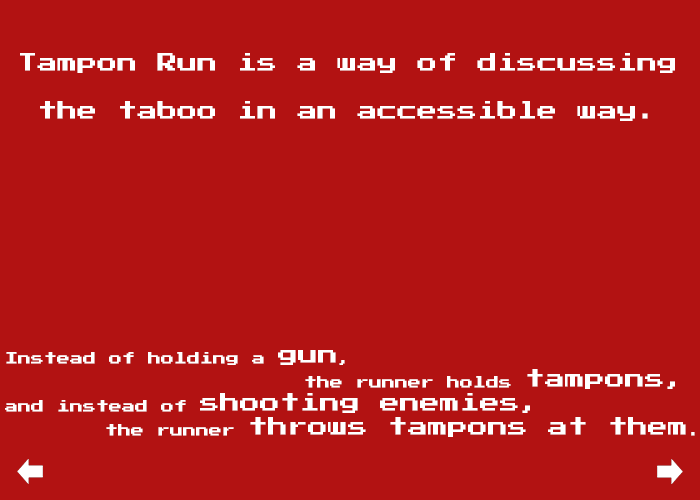 Tampon Run is a way of discussing
the taboo in an accessible way.
Instead of holding a gun,
the runner holds tampons,
and instead of shooting enemies,
the runner throws tampons at them.